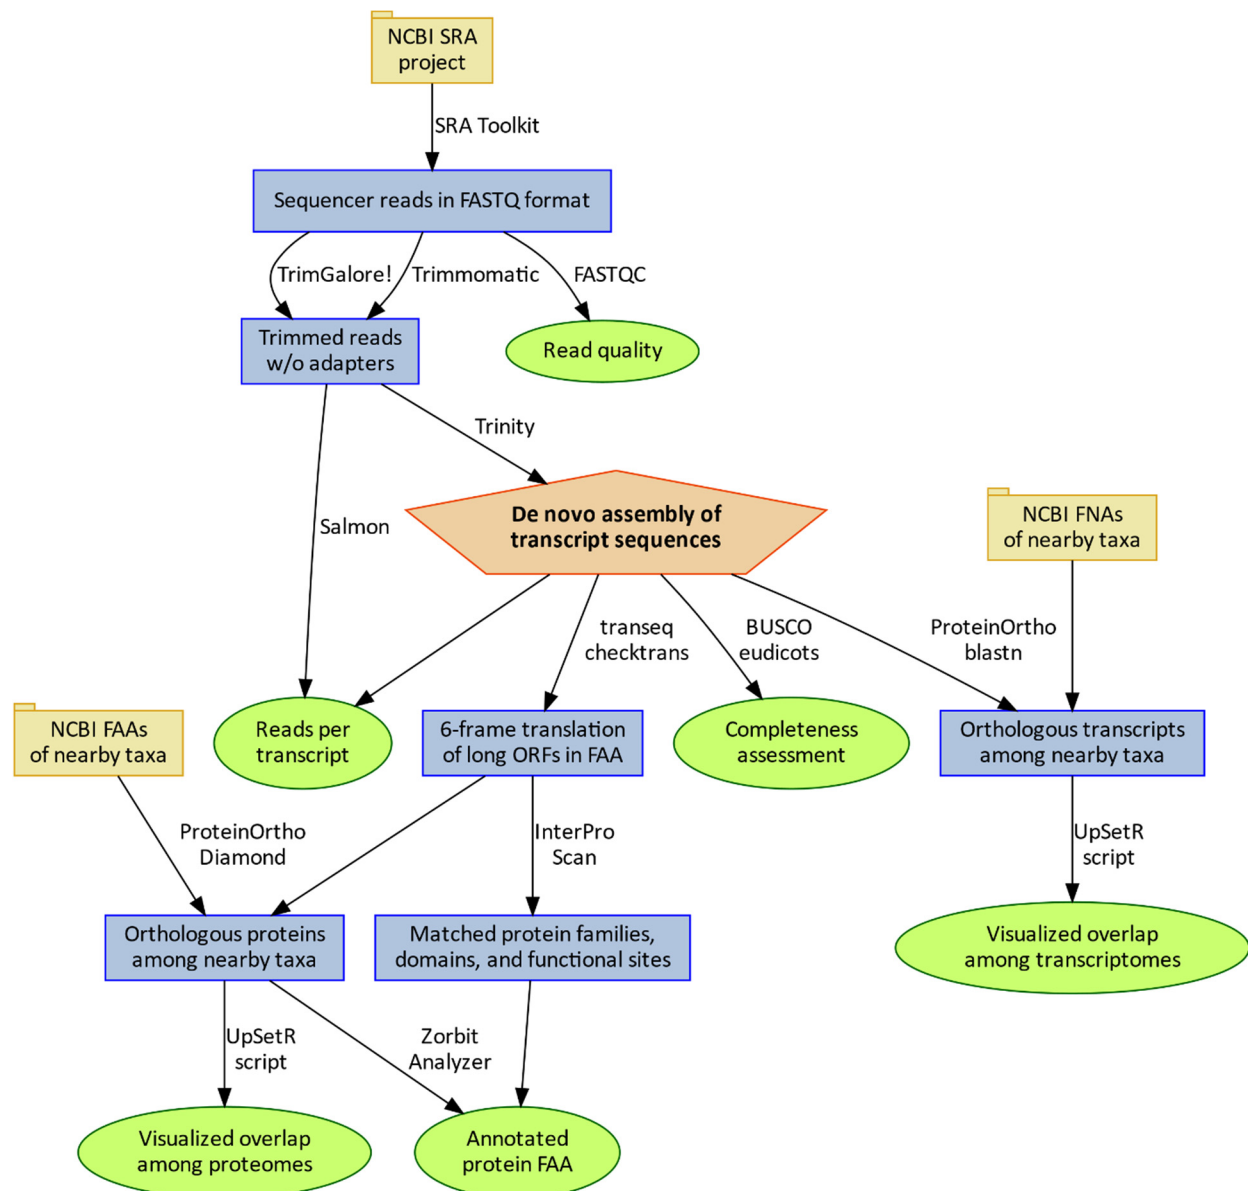 NCBI SRA
project
SRA Toolkit
Sequencer reads in FASTQ format
TrimGalore!
Trimmomatic
FASTQC
Trimmed reads
w/o adapters
Read quality
Trinity
De novo assembly of
transcript sequences
NCBI FNAs
of nearby taxa
Salmon
transeq
checktrans
BUSCO
eudicots
ProteinOrtho
blastn
NCBI FAAs
of nearby taxa
Reads per
transcript
6-frame translation
of long ORFs in FAA
Completeness
assessment
Orthologous transcripts
among nearby taxa
ProteinOrtho
Diamond
InterPro
Scan
UpSetR
script
Orthologous proteins
among nearby taxa
Matched protein families,
domains, and functional sites
Visualized overlap
among transcriptomes
UpSetR
script
Zorbit
Analyzer
Visualized overlap
among proteomes
Annotated
protein FAA